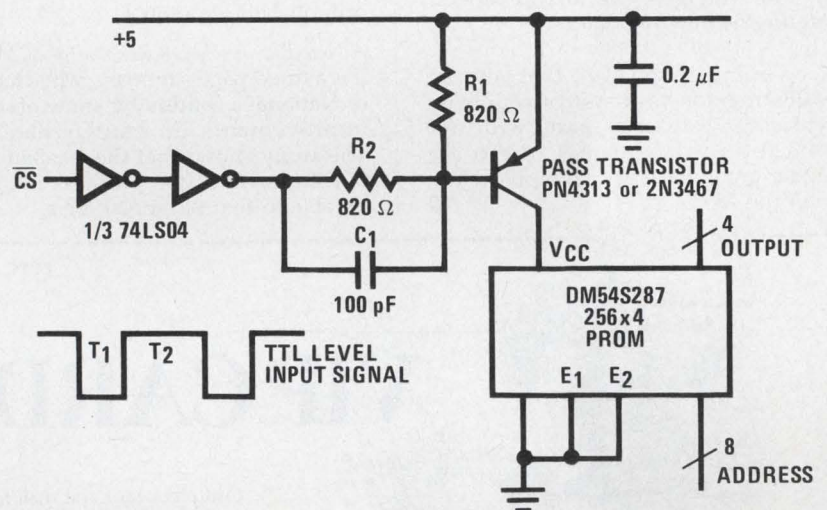 +5
R1
820 Ω
0.2 μF
R2
820 Ω
C1
100 pF
CS
1/3 74LS04
PASS TRANSISTOR
PN4313 or 2N3467
VCC
4
OUTPUT
DM54S287
256x4
PROM
E1 E2
8
ADDRESS
T1 T2
TTL LEVEL
INPUT SIGNAL